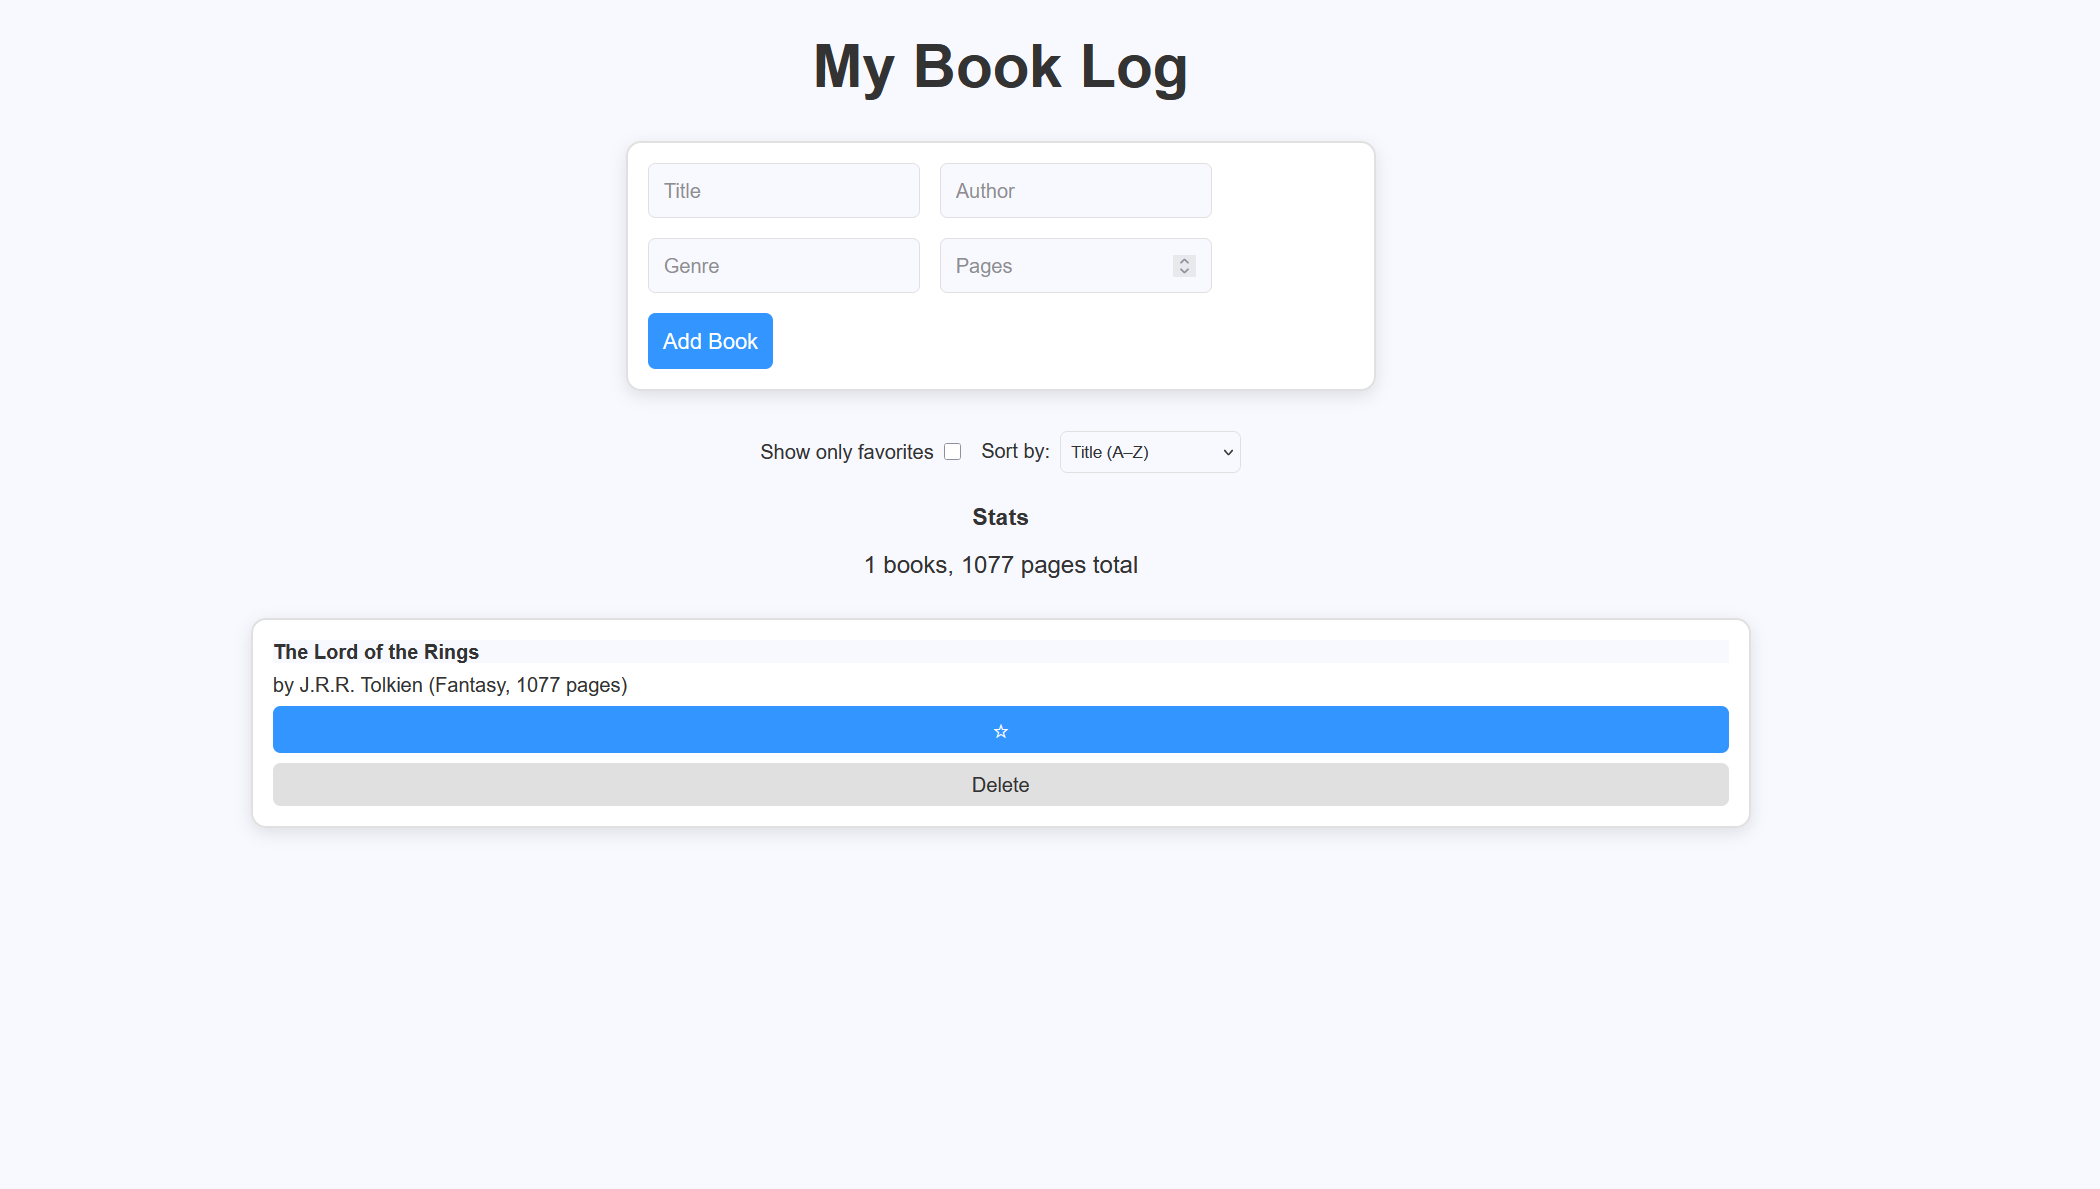 My Book Log
Title
Author
Genre
Pages
Add Book
Show only favorites
Sort by:
Title (A–Z)
Stats
1 books, 1077 pages total
The Lord of the Rings
by J.R.R. Tolkien (Fantasy, 1077 pages)
☆
Delete